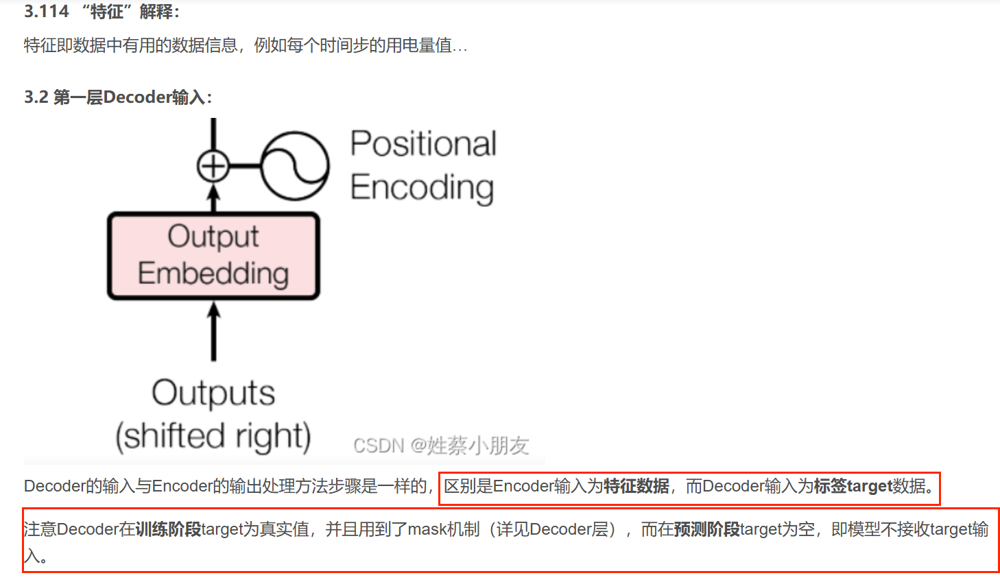 3.114 “特征”解释：
特征即数据中有用的数据信息，例如每个时间步的用电量值…
3.2 第一层Decoder输入：
Positional
Encoding
Output
Embedding
Outputs
(shifted right)
CSDN @姓蔡小朋友
Decoder的输入与Encoder的输出处理方法步骤是一样的，区别是Encoder输入为特征数据，而Decoder输入为标签target数据。
注意Decoder在训练阶段target为真实值，并且用到了mask机制（详见Decoder层），而在预测阶段target为空，即模型不接收target输
入。